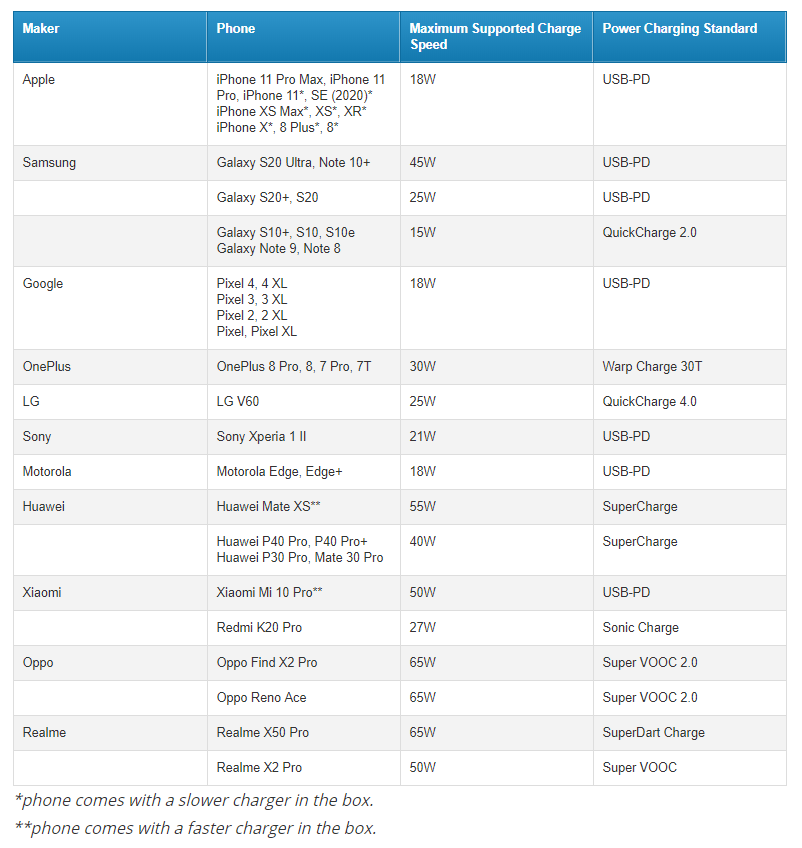 Maker Phone Maximum Supported Charge Speed Power Charging Standard
Apple iPhone 11 Pro Max, iPhone 11 18W USB-PD
Pro, iPhone 11*, SE (2020)*
iPhone XS Max*, XS*, XR*
iPhone X*, 8 Plus*, 8*
Samsung Galaxy S20 Ultra, Note 10+ 45W USB-PD
Galaxy S20+, S20 25W USB-PD
Galaxy S10+, S10, S10e 15W QuickCharge 2.0
Galaxy Note 9, Note 8
Google Pixel 4, 4 XL 18W USB-PD
Pixel 3, 3 XL
Pixel 2, 2 XL
Pixel, Pixel XL
OnePlus OnePlus 8 Pro, 8, 7 Pro, 7T 30W Warp Charge 30T
LG LG V60 25W QuickCharge 4.0
Sony Sony Xperia 1 II 21W USB-PD
Motorola Motorola Edge, Edge+ 18W USB-PD
Huawei Huawei Mate XS** 55W SuperCharge
Huawei P40 Pro, P40 Pro+ 40W SuperCharge
Huawei P30 Pro, Mate 30 Pro
Xiaomi Xiaomi Mi 10 Pro** 50W USB-PD
Redmi K20 Pro 27W Sonic Charge
Oppo Oppo Find X2 Pro 65W Super VOOC 2.0
Oppo Reno Ace 65W Super VOOC 2.0
Realme Realme X50 Pro 65W SuperDart Charge
Realme X2 Pro 50W Super VOOC
*phone comes with a slower charger in the box.
**phone comes with a faster charger in the box.